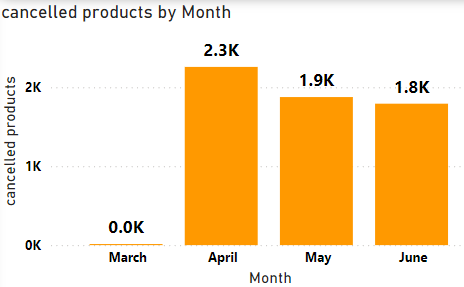 cancelled products by Month
cancelled products
2K
1K
0K
0.0K
2.3K
1.9K
1.8K
March
April
May
June
Month